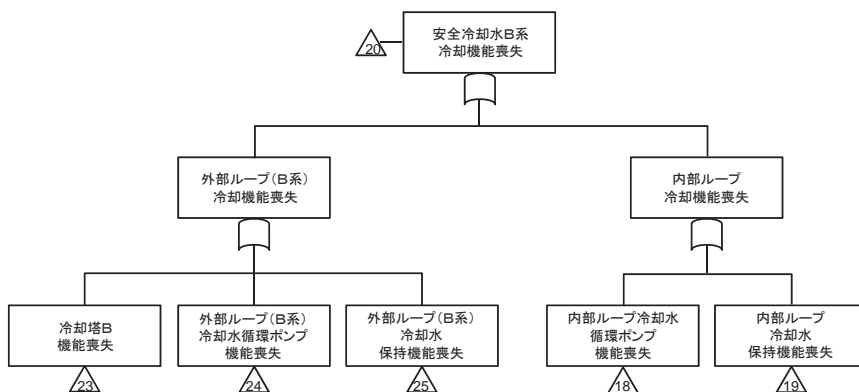 安全冷却水B系
冷却機能喪失
20
外部ループ(B系)
冷却機能喪失
内部ループ
冷却機能喪失
冷却塔B
機能喪失
23
外部ループ(B系)
冷却水循環ポンプ
機能喪失
24
外部ループ(B系)
冷却水
保持機能喪失
25
内部ループ冷却水
循環ポンプ
機能喪失
18
内部ループ
冷却水
保持機能喪失
19